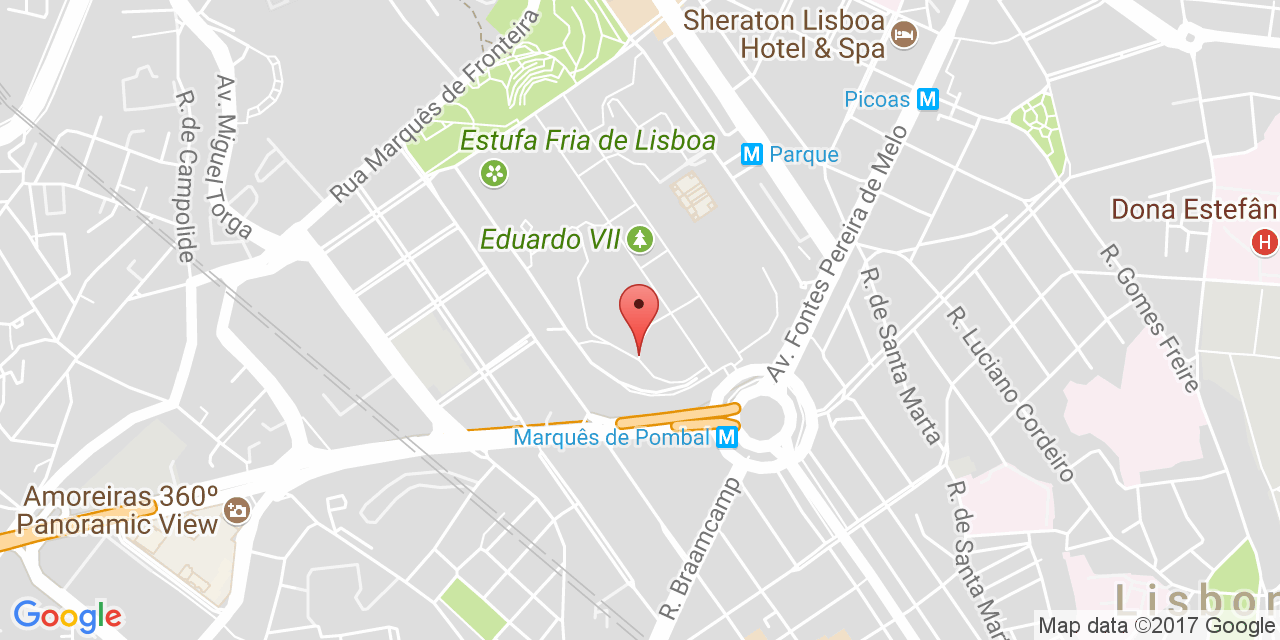 Sheraton Lisboa
Hotel & Spa
Rua Marquês de Fronteira
Av. Miguel Torga
R. de Campolide
Picoas M
Estufa Fria de Lisboa
M Parque
Av. Fontes Pereira de Melo
Dona Estefân
H
Eduardo VII
R. Gomes Freire
R. de Santa Marta
R. Luciano Cordeiro
Marquês de Pombal M
Amoreiras 360º
Panoramic View
R. Braamcamp
R. de Santa Mart
Lisbon
Google
Map data ©2017 Google